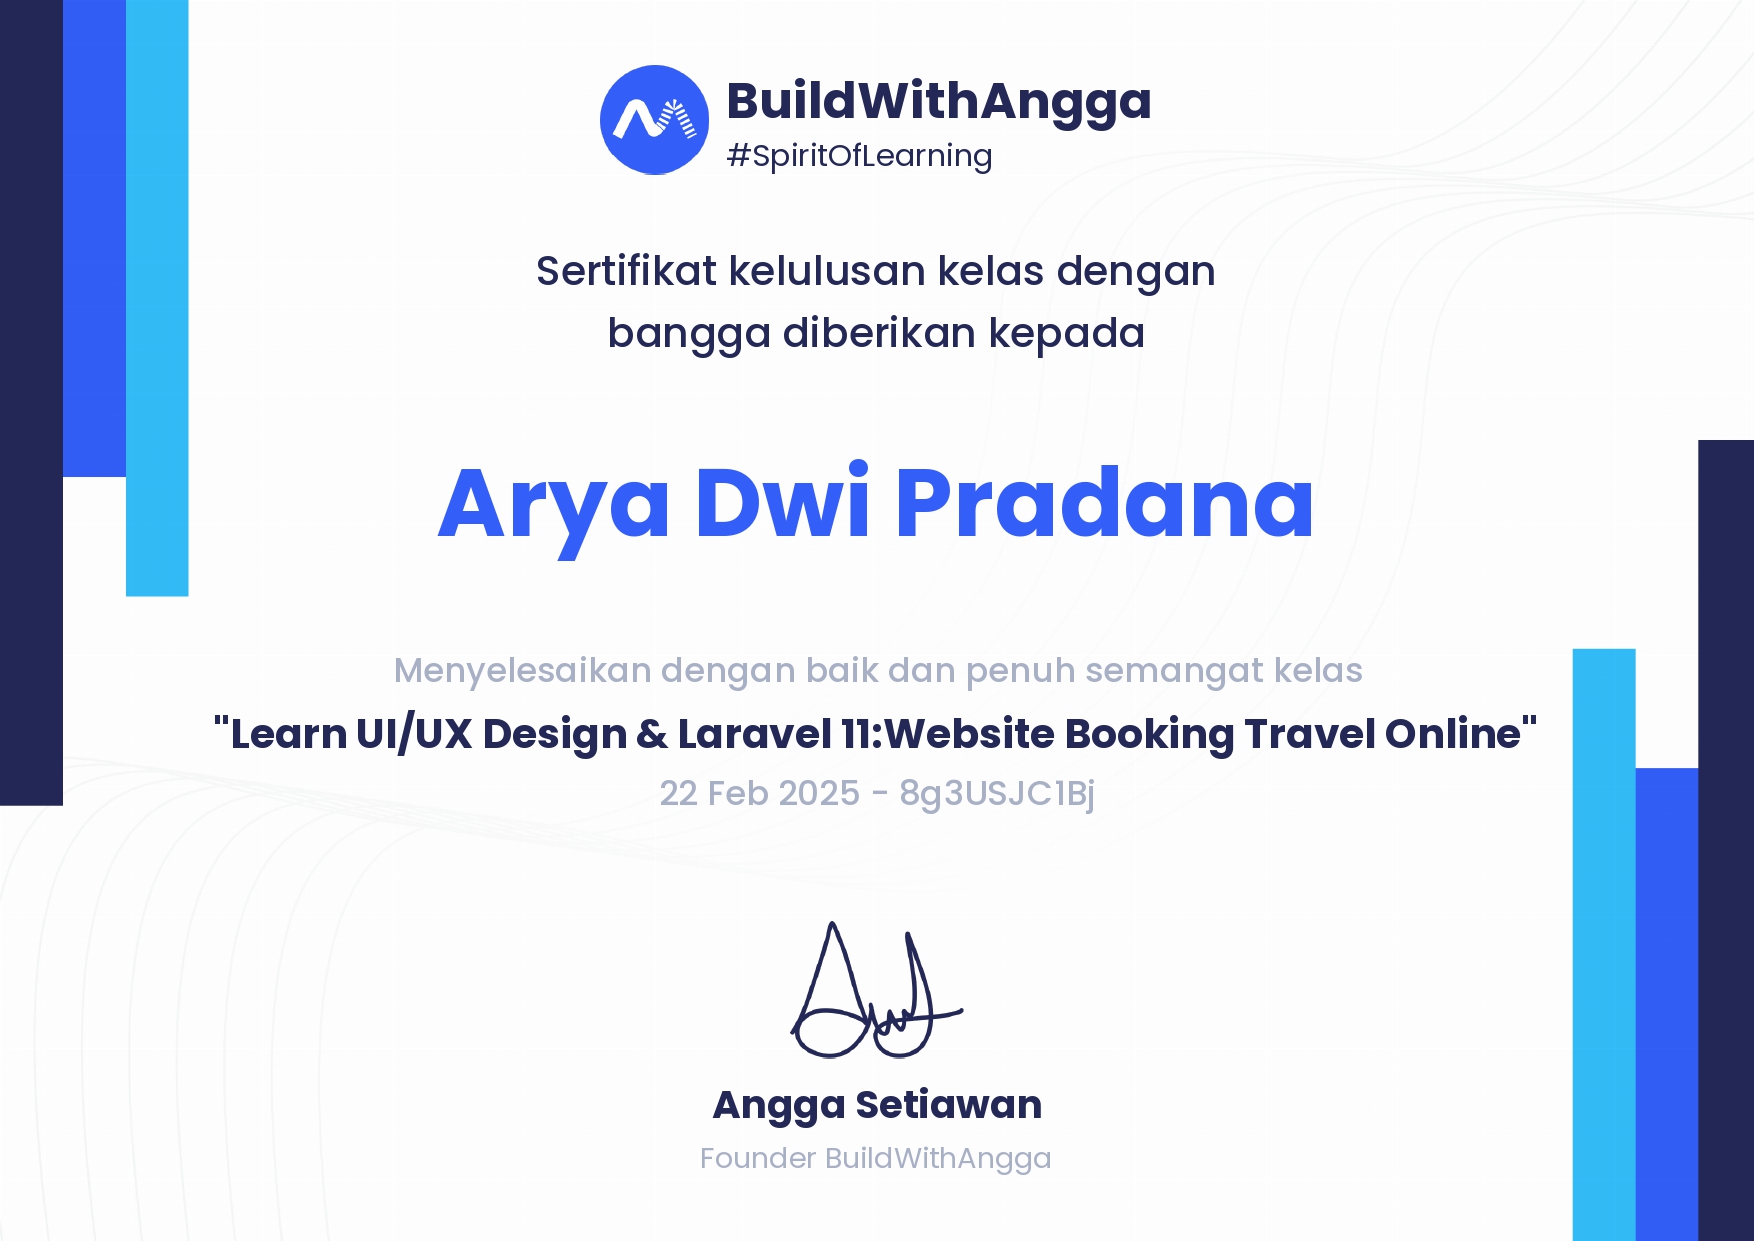 BuildWithAngga
#SpiritOfLearning
Sertifikat kelulusan kelas dengan
bangga diberikan kepada
Arya Dwi Pradana
Menyelesaikan dengan baik dan penuh semangat kelas
"Learn UI/UX Design & Laravel 11:Website Booking Travel Online"
22 Feb 2025 - 8g3USJC1Bj
Angga Setiawan
Founder BuildWithAngga